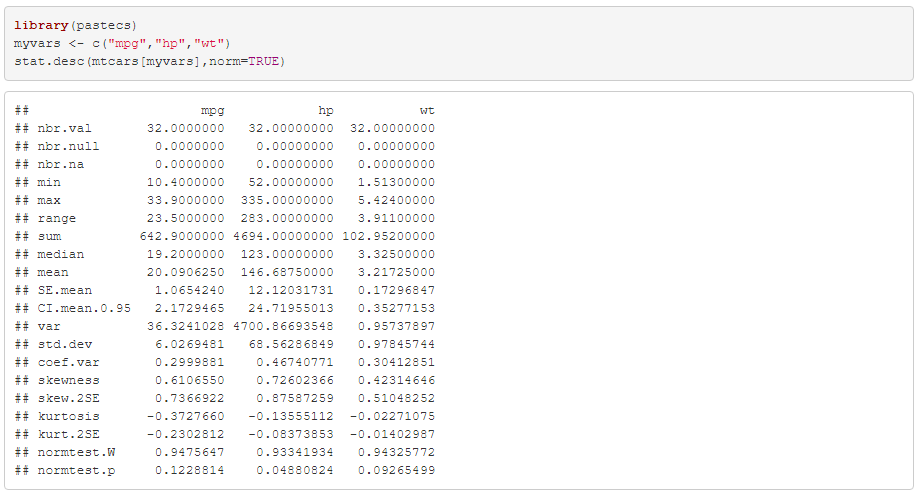 library(pastecs)
myvars <- c("mpg","hp","wt")
stat.desc(mtcars[myvars],norm=TRUE)
##                      mpg            hp           wt
## nbr.val       32.0000000   32.00000000  32.00000000
## nbr.null       0.0000000    0.00000000   0.00000000
## nbr.na         0.0000000    0.00000000   0.00000000
## min           10.4000000   52.00000000   1.51300000
## max           33.9000000  335.00000000   5.42400000
## range         23.5000000  283.00000000   3.91100000
## sum          642.9000000 4694.00000000 102.95200000
## median        19.2000000  123.00000000   3.32500000
## mean          20.0906250  146.68750000   3.21725000
## SE.mean        1.0654240   12.12031731   0.17296847
## CI.mean.0.95   2.1729465   24.71955013   0.35277153
## var           36.3241028 4700.86693548   0.95737897
## std.dev        6.0269481   68.56286849   0.97845744
## coef.var       0.2999881    0.46740771   0.30412851
## skewness       0.6106550    0.72602366   0.42314646
## skew.2SE       0.7366922    0.87587259   0.51048252
## kurtosis      -0.3727660   -0.13555112  -0.02271075
## kurt.2SE      -0.2302812   -0.08373853  -0.01402987
## normtest.W     0.9475647    0.93341934   0.94325772
## normtest.p     0.1228814    0.04880824   0.09265499